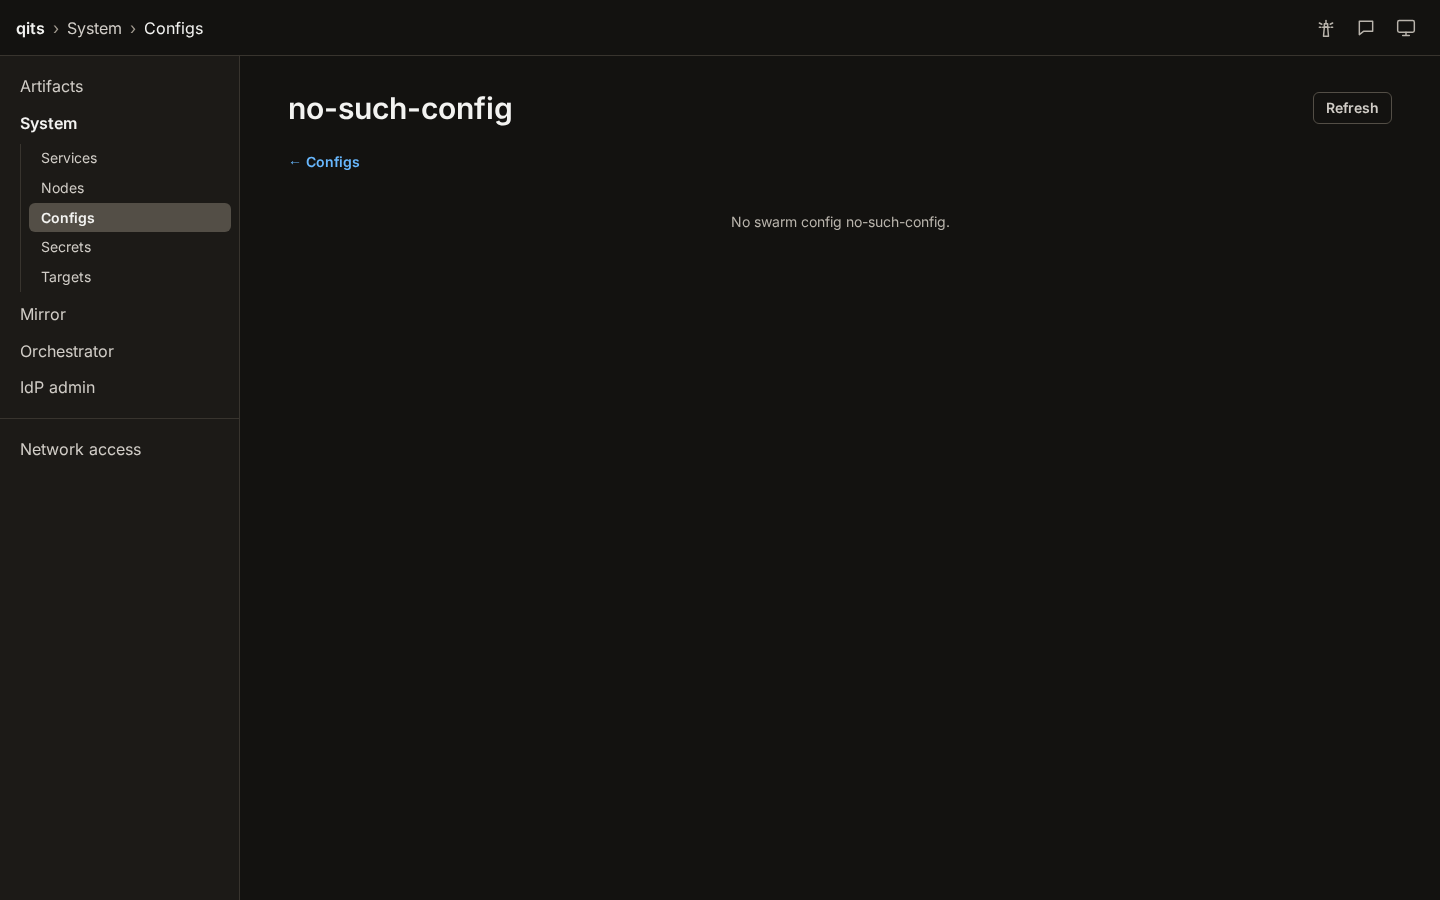 qits › System › Configs
Artifacts
System
Services
Nodes
Configs
Secrets
Targets
Mirror
Orchestrator
IdP admin
Network access
no-such-config
Refresh
← Configs
No swarm config no-such-config.